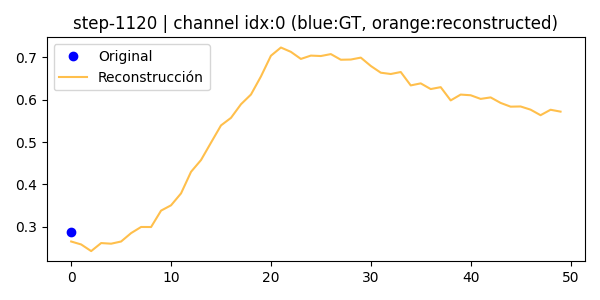 step-1120 | channel idx:0 (blue:GT, orange:reconstructed)
Original
Reconstrucción
0.7
0.6
0.5
0.4
0.3
0 10 20 30 40 50